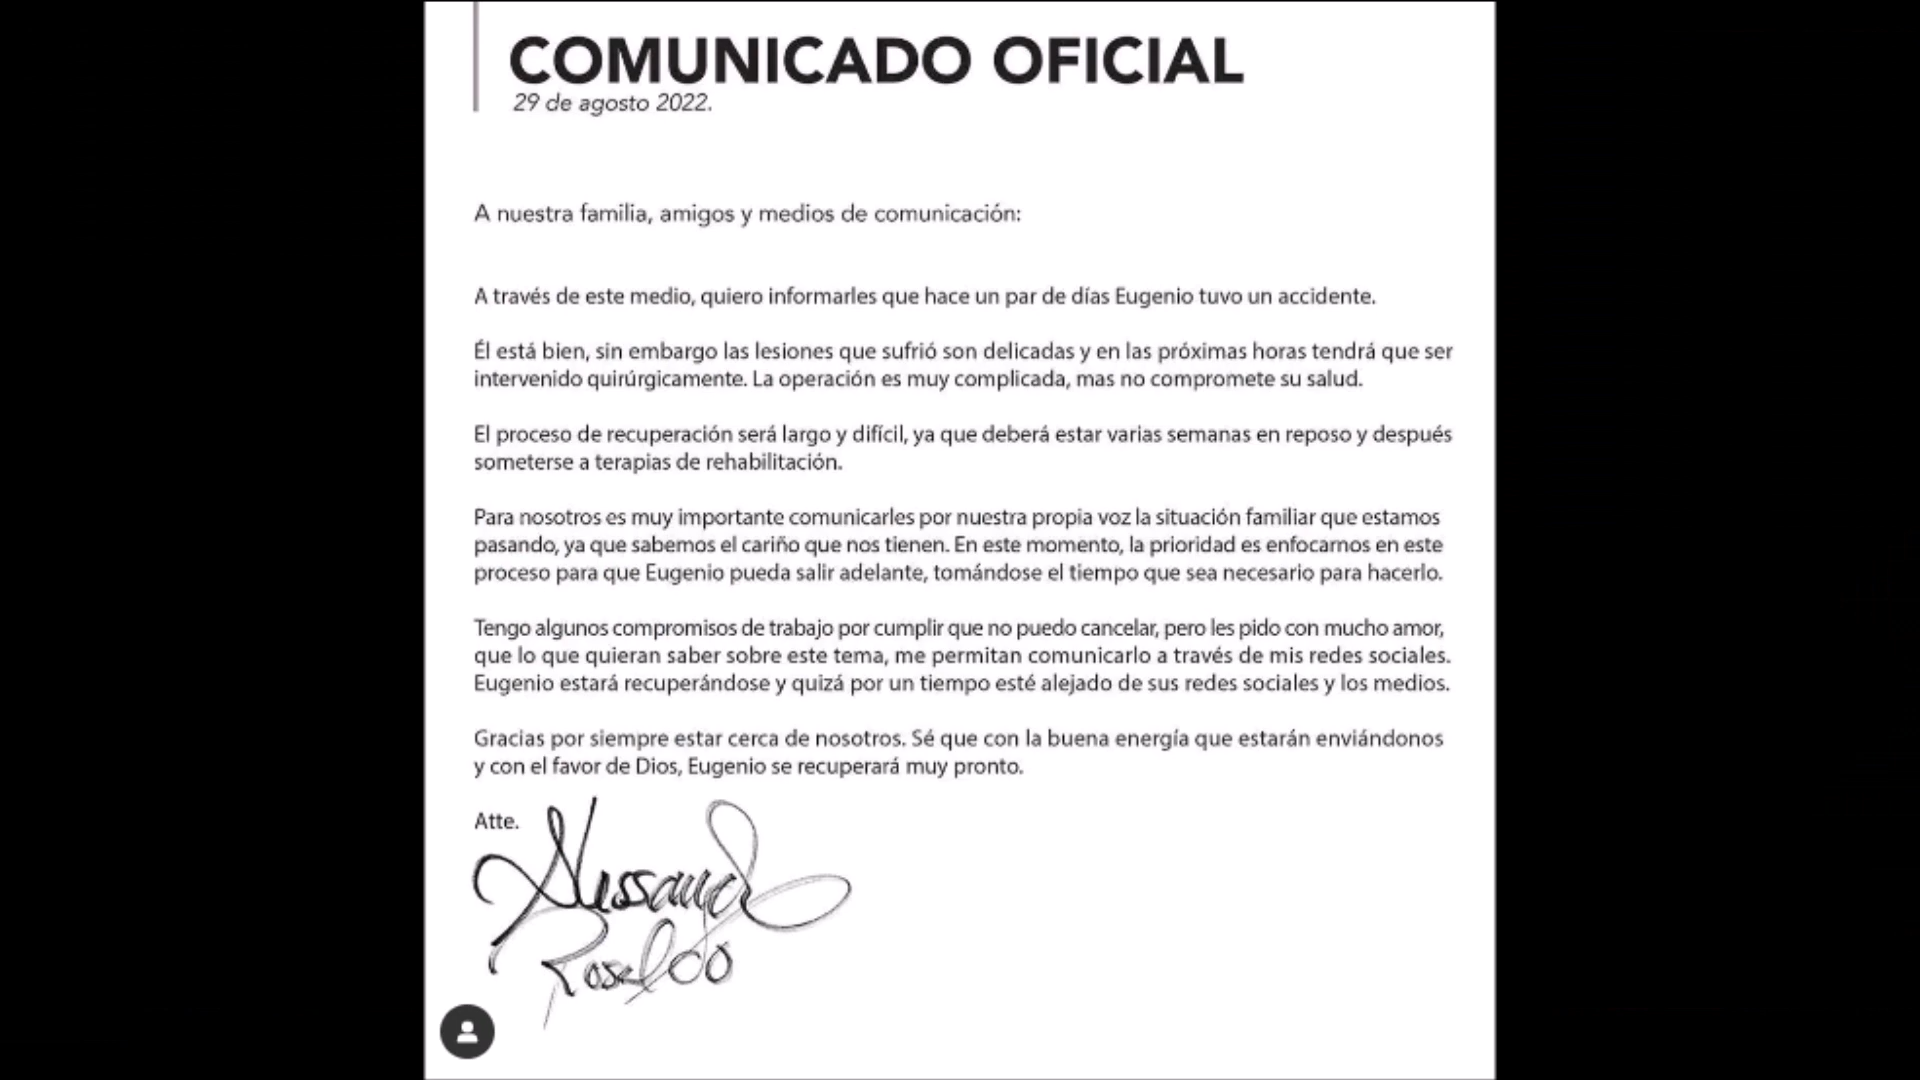 COMUNICADO OFICIAL
29 de agosto 2022.
A nuestra familia, amigos y medios de comunicación:
A través de este medio, quiero informarles que hace un par de días Eugenio tuvo un accidente.
Él está bien, sin embargo las lesiones que sufrió son delicadas y en las próximas horas tendrá que ser
intervenido quirúrgicamente. La operación es muy complicada, mas no compromete su salud.
El proceso de recuperación será largo y difícil, ya que deberá estar varias semanas en reposo y después
someterse a terapias de rehabilitación.
Para nosotros es muy importante comunicarles por nuestra propia voz la situación familiar que estamos
pasando, ya que sabemos el cariño que nos tienen. En este momento, la prioridad es enfocarnos en este
proceso para que Eugenio pueda salir adelante, tomándose el tiempo que sea necesario para hacerlo.
Tengo algunos compromisos de trabajo por cumplir que no puedo cancelar, pero les pido con mucho amor,
que lo que quieran saber sobre este tema, me permitan comunicarlo a través de mis redes sociales.
Eugenio estará recuperándose y quizá por un tiempo esté alejado de sus redes sociales y los medios.
Gracias por siempre estar cerca de nosotros. Sé que con la buena energía que estarán enviándonos
y con el favor de Dios, Eugenio se recuperará muy pronto.
Atte.
Alessandra
Rosaldo